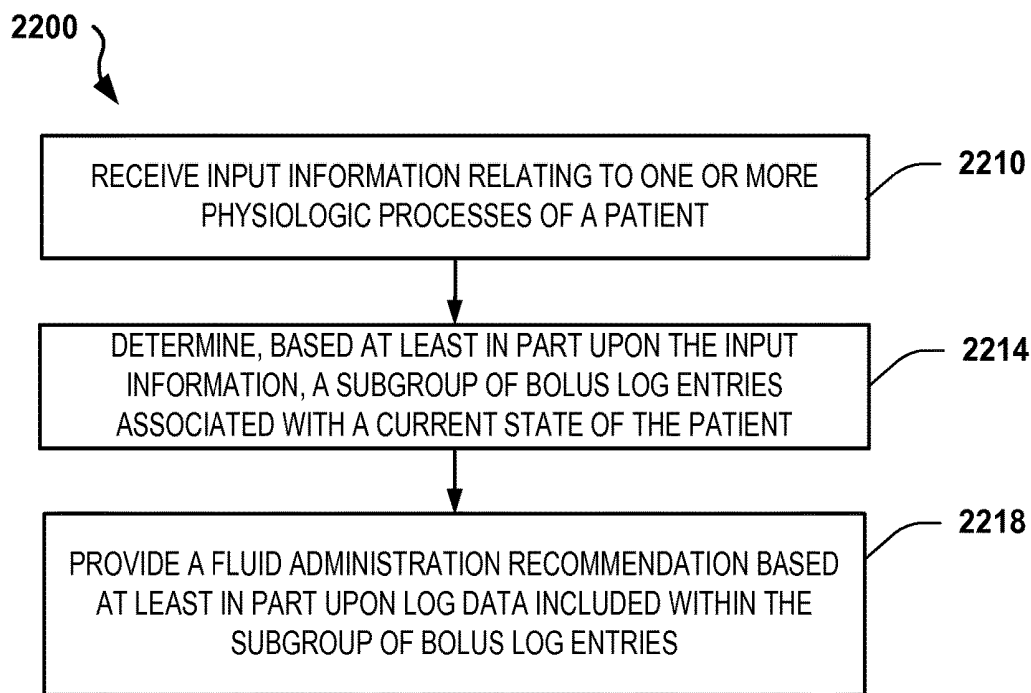 2200
RECEIVE INPUT INFORMATION RELATING TO ONE OR MORE
PHYSIOLOGIC PROCESSES OF A PATIENT
2210
DETERMINE, BASED AT LEAST IN PART UPON THE INPUT
INFORMATION, A SUBGROUP OF BOLUS LOG ENTRIES
ASSOCIATED WITH A CURRENT STATE OF THE PATIENT
2214
PROVIDE A FLUID ADMINISTRATION RECOMMENDATION BASED
AT LEAST IN PART UPON LOG DATA INCLUDED WITHIN THE
SUBGROUP OF BOLUS LOG ENTRIES
2218